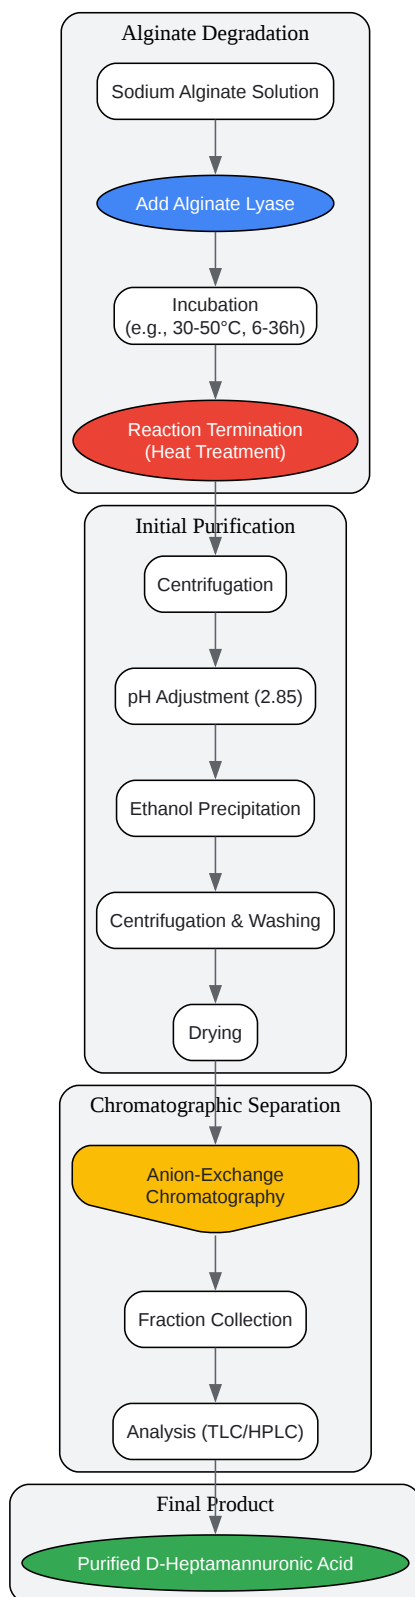 Alginate Degradation
Sodium Alginate Solution
Add Alginate Lyase
Incubation
(e.g., 30-50°C, 6-36h)
Reaction Termination
(Heat Treatment)
Initial Purification
Centrifugation
pH Adjustment (2.85)
Ethanol Precipitation
Centrifugation & Washing
Drying
Chromatographic Separation
Anion-Exchange
Chromatography
Fraction Collection
Analysis (TLC/HPLC)
Final Product
Purified D-Heptamannuronic Acid